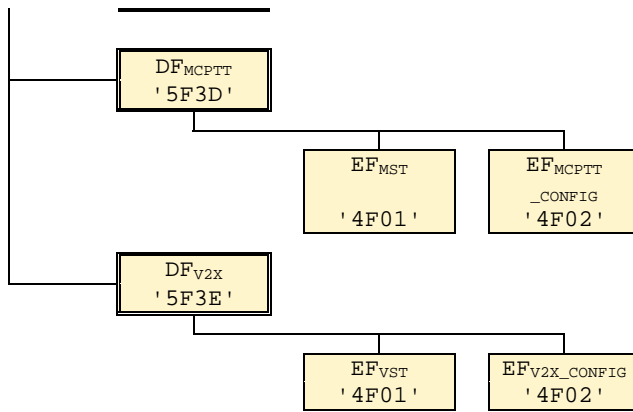 DFMCPTT
'5F3D'
EFMST
'4F01'
EFMCPTT
_CONFIG
'4F02'
DFV2X
'5F3E'
EFVST
'4F01'
EFV2X_CONFIG
'4F02'